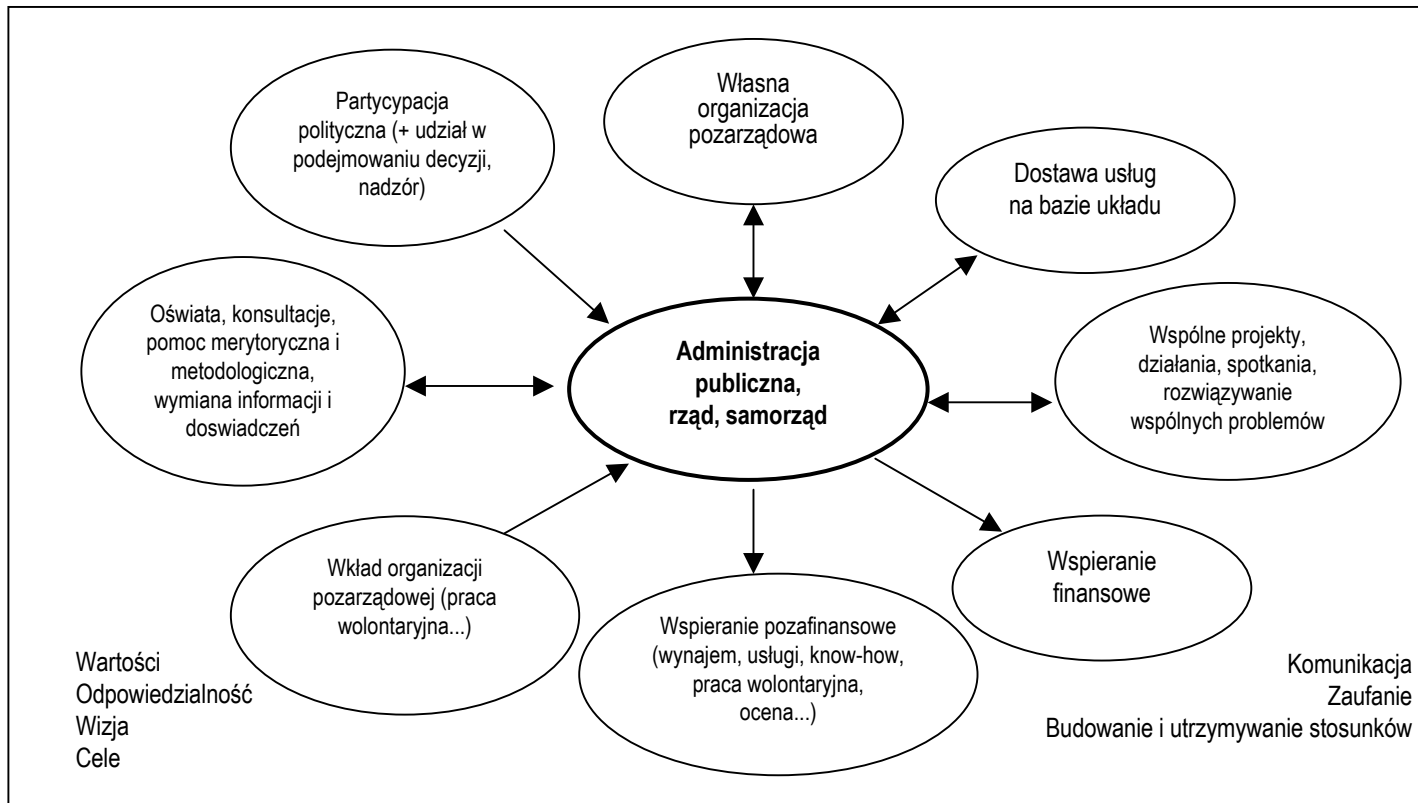 Partycypacja
polityczna (+ udział w
podejmowaniu decyzji,
nadzór)
Własna
organizacja
pozarządowa
Dostawa usług
na bazie układu
Oświata, konsultacje,
pomoc merytoryczna i
metodologiczna,
wymiana informacji i
doswiadczeń
Administracja
publiczna,
rząd, samorząd
Wspólne projekty,
działania, spotkania,
rozwiązywanie
wspólnych problemów
Wkład organizacji
pozarządowej (praca
wolontaryjna...)
Wspieranie pozafinansowe
(wynajem, usługi, know-how,
praca wolontaryjna,
ocena...)
Wspieranie
finansowe
Wartości
Odpowiedzialność
Wizja
Cele
Komunikacja
Zaufanie
Budowanie i utrzymywanie stosunków